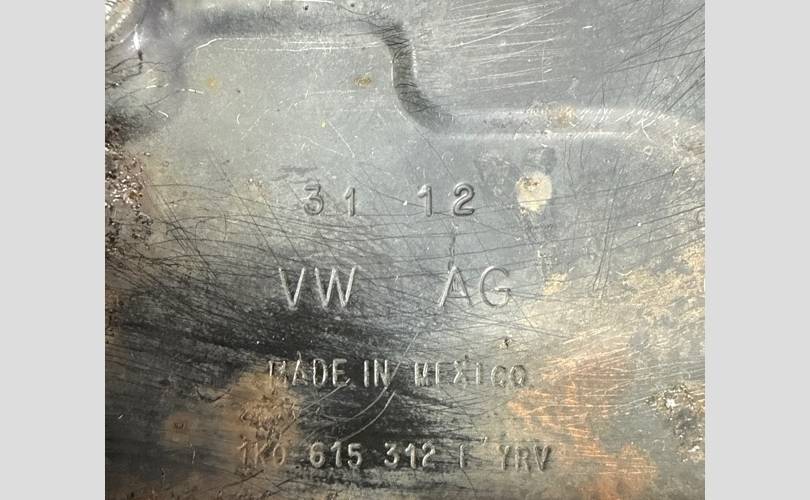 31 12
VW AG
MADE IN MEXICO
1K0 615 312 YRV